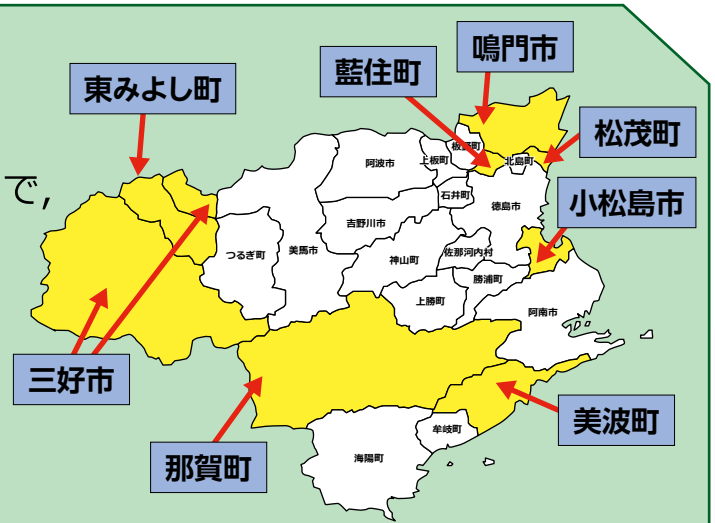 鳴門市
藍住町
東みよし町
松茂町
で,
小松島市
板野町
上板町
北島町
阿波市
石井町
徳島市
吉野川市
つるぎ町
美馬市
神山町
佐那河内村
勝浦町
上勝町
阿南市
三好市
美波町
那賀町
牟岐町
海陽町